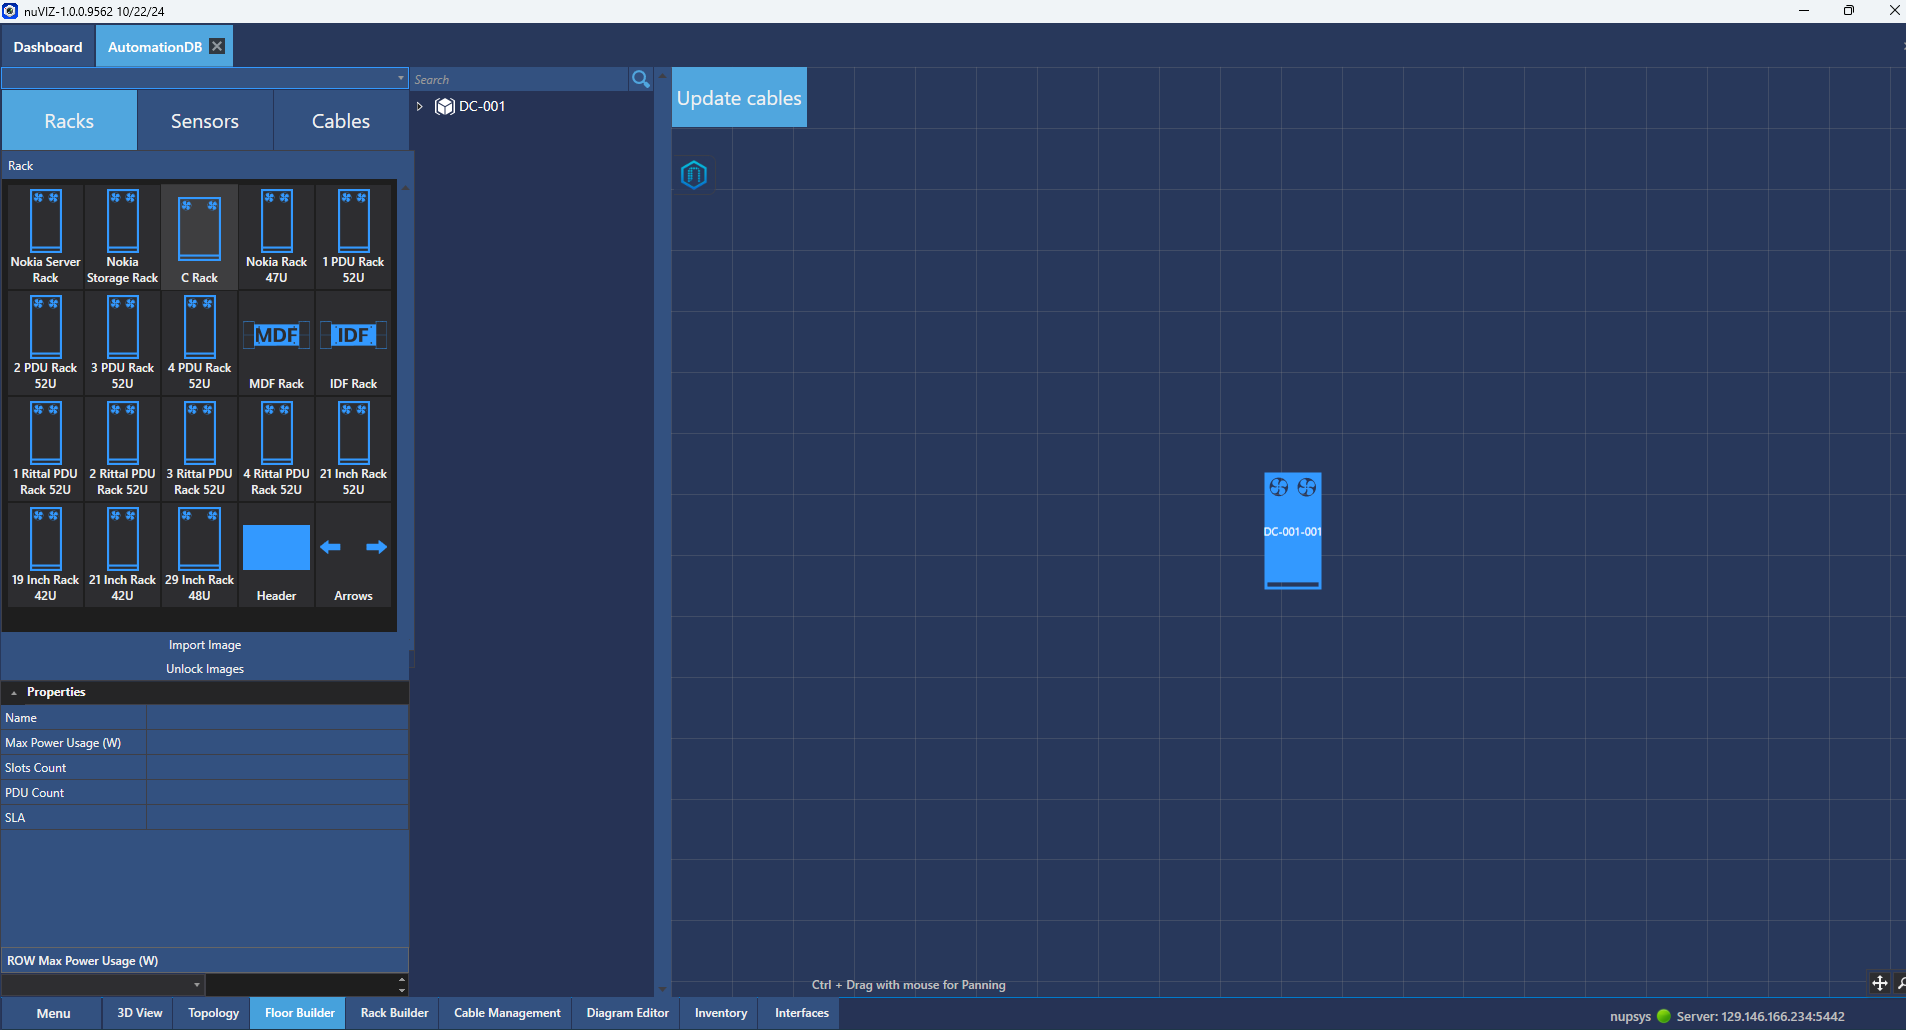 nuVIZ-1.0.0.9562 10/22/24
Dashboard
AutomationDB
Search
Racks
Sensors
Cables
DC-001
Update cables
Rack
Nokia Server
Rack
Nokia
Storage Rack
C Rack
Nokia Rack
47U
1 PDU Rack
52U
2 PDU Rack
52U
3 PDU Rack
52U
4 PDU Rack
52U
MDF
MDF Rack
IDF
IDF Rack
1 Rittal PDU
Rack 52U
2 Rittal PDU
Rack 52U
3 Rittal PDU
Rack 52U
4 Rittal PDU
Rack 52U
21 Inch Rack
52U
19 Inch Rack
42U
21 Inch Rack
42U
29 Inch Rack
48U
Header
Arrows
Import Image
Unlock Images
Properties
Name
Max Power Usage (W)
Slots Count
PDU Count
SLA
ROW Max Power Usage (W)
DC-001-001
Ctrl + Drag with mouse for Panning
Menu
3D View
Topology
Floor Builder
Rack Builder
Cable Management
Diagram Editor
Inventory
Interfaces
nupsys
Server: 129.146.166.234:5442